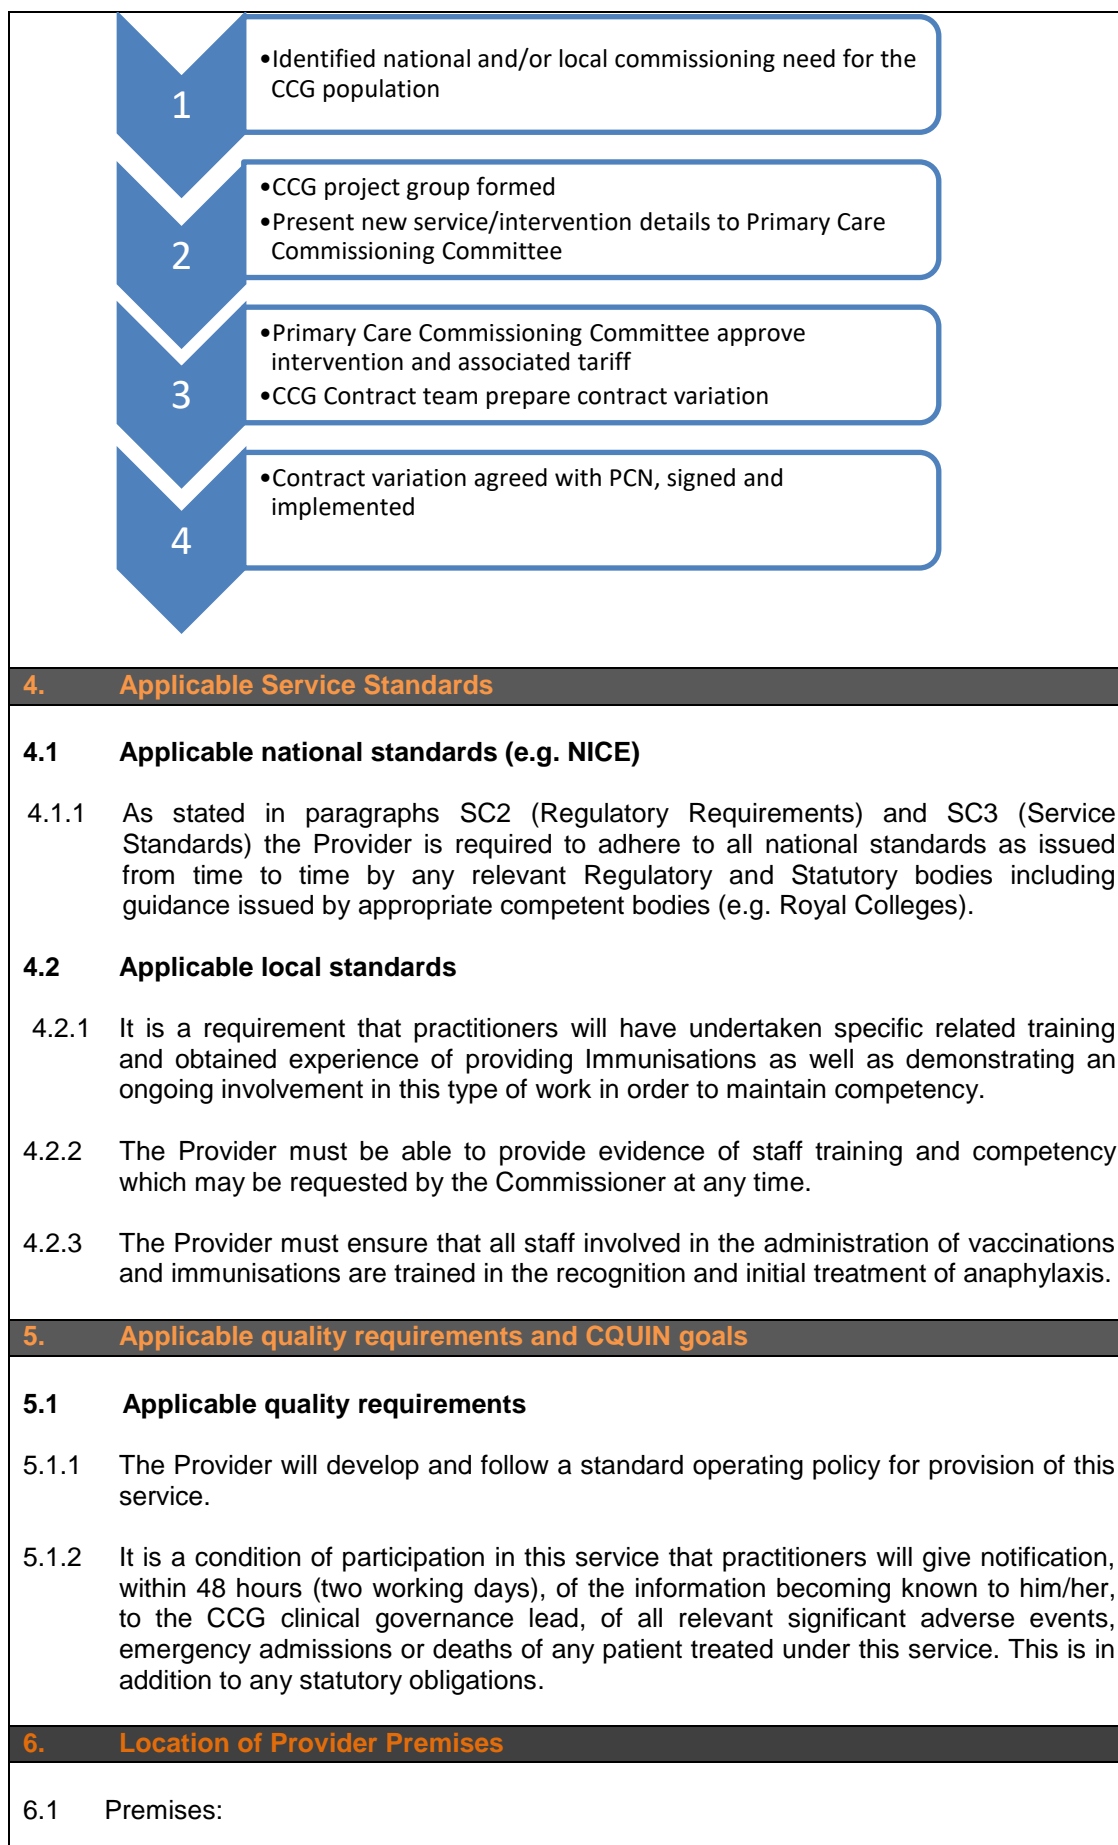 1
•Identified national and/or local commissioning need for the
CCG population
2
•CCG project group formed
•Present new service/intervention details to Primary Care
Commissioning Committee
3
•Primary Care Commissioning Committee approve
intervention and associated tariff
•CCG Contract team prepare contract variation
4
•Contract variation agreed with PCN, signed and
implemented
4. Applicable Service Standards
4.1 Applicable national standards (e.g. NICE)
4.1.1 As stated in paragraphs SC2 (Regulatory Requirements) and SC3 (Service
Standards) the Provider is required to adhere to all national standards as issued
from time to time by any relevant Regulatory and Statutory bodies including
guidance issued by appropriate competent bodies (e.g. Royal Colleges).
4.2 Applicable local standards
4.2.1 It is a requirement that practitioners will have undertaken specific related training
and obtained experience of providing Immunisations as well as demonstrating an
ongoing involvement in this type of work in order to maintain competency.
4.2.2 The Provider must be able to provide evidence of staff training and competency
which may be requested by the Commissioner at any time.
4.2.3 The Provider must ensure that all staff involved in the administration of vaccinations
and immunisations are trained in the recognition and initial treatment of anaphylaxis.
5. Applicable quality requirements and CQUIN goals
5.1 Applicable quality requirements
5.1.1 The Provider will develop and follow a standard operating policy for provision of this
service.
5.1.2 It is a condition of participation in this service that practitioners will give notification,
within 48 hours (two working days), of the information becoming known to him/her,
to the CCG clinical governance lead, of all relevant significant adverse events,
emergency admissions or deaths of any patient treated under this service. This is in
addition to any statutory obligations.
6. Location of Provider Premises
6.1 Premises: